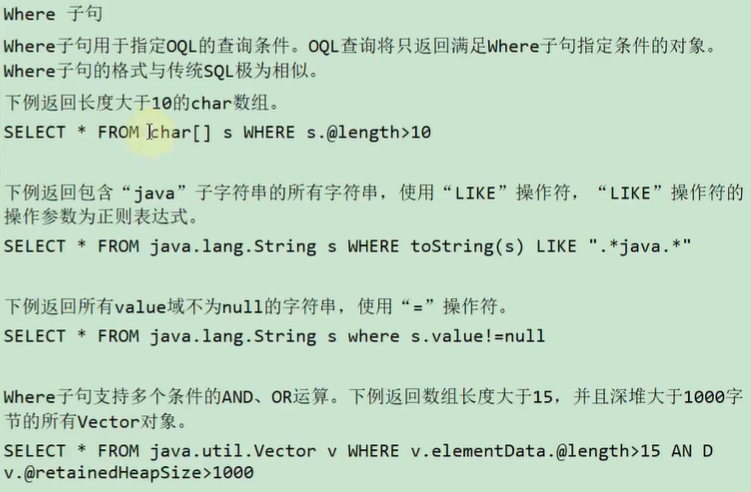 Where 子句
Where子句用于指定OQL的查询条件。OQL查询将只返回满足Where子句指定条件的对象。
Where子句的格式与传统SQL极为相似。
下例返回长度大于10的char数组。
SELECT * FROM char[] s WHERE s.@length>10
下例返回包含“java”子字符串的所有字符串，使用“LIKE”操作符，“LIKE”操作符的
操作参数为正则表达式。
SELECT * FROM java.lang.String s WHERE toString(s) LIKE ".*java.*"
下例返回所有value域不为null的字符串，使用“=”操作符。
SELECT * FROM java.lang.String s where s.value!=null
Where子句支持多个条件的AND、OR运算。下例返回数组长度大于15，并且深堆大于1000字
节的所有Vector对象。
SELECT * FROM java.util.Vector v WHERE v.elementData.@length>15 AN D
v.@retainedHeapSize>1000